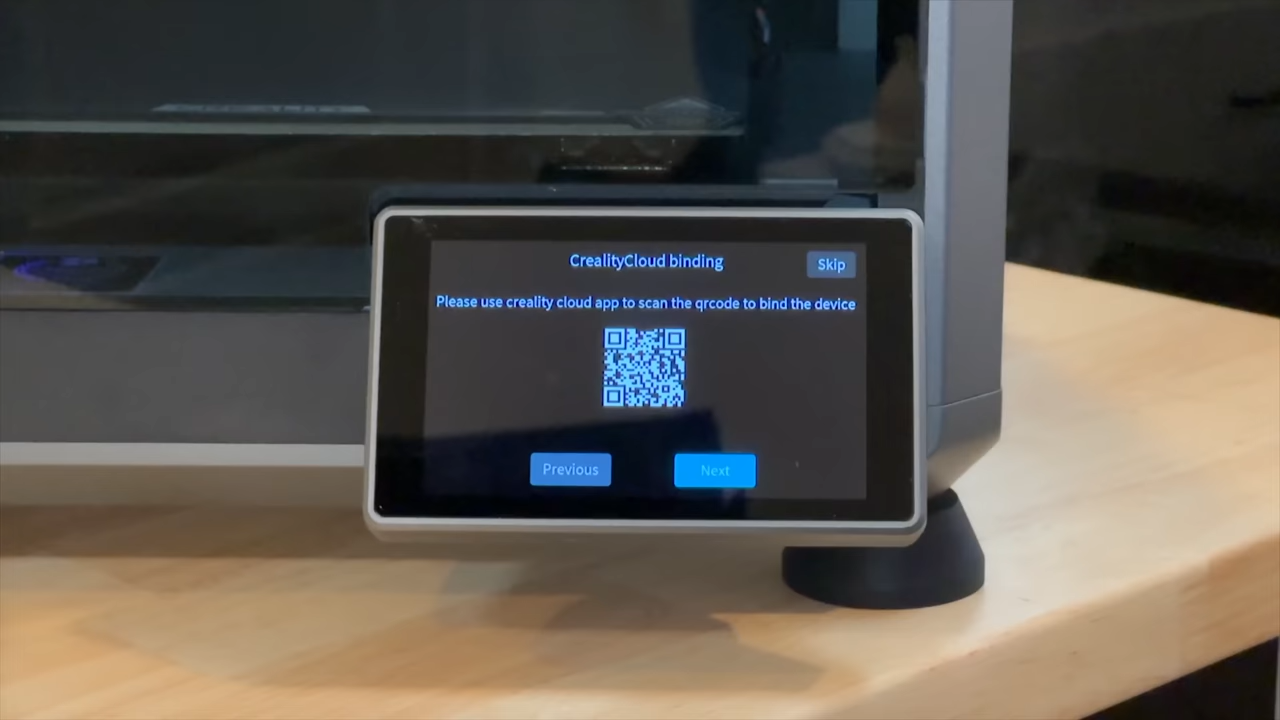 CrealityCloud binding
Skip
Please use creality cloud app to scan the qrcode to bind the device
Previous
Next